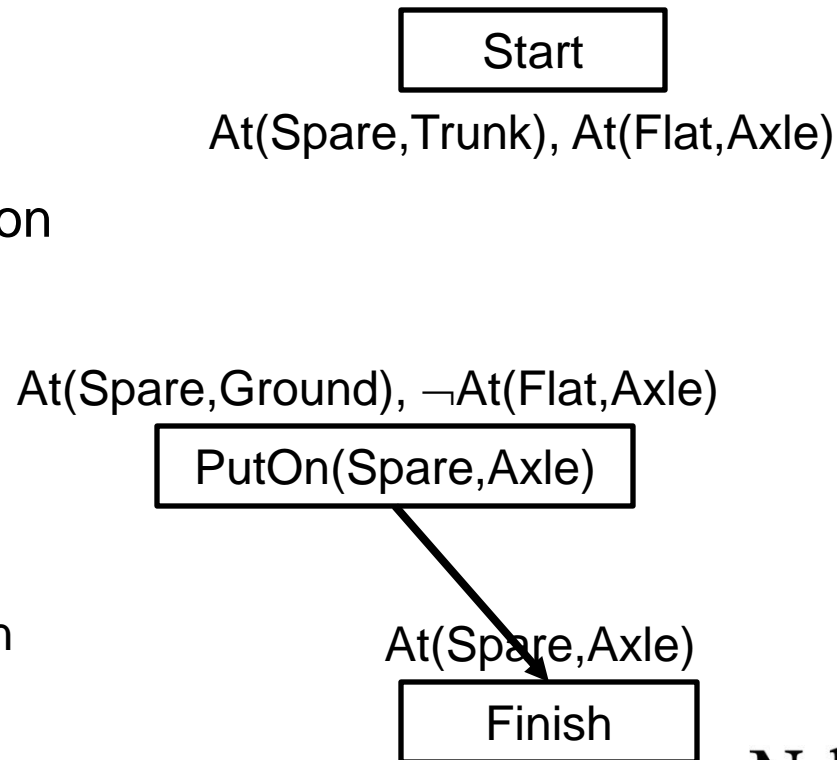 Start
At(Spare,Trunk), At(Flat,Axle)
on
At(Spare,Ground), ¬At(Flat,Axle)
PutOn(Spare,Axle)
At(Spare,Axle)
Finish